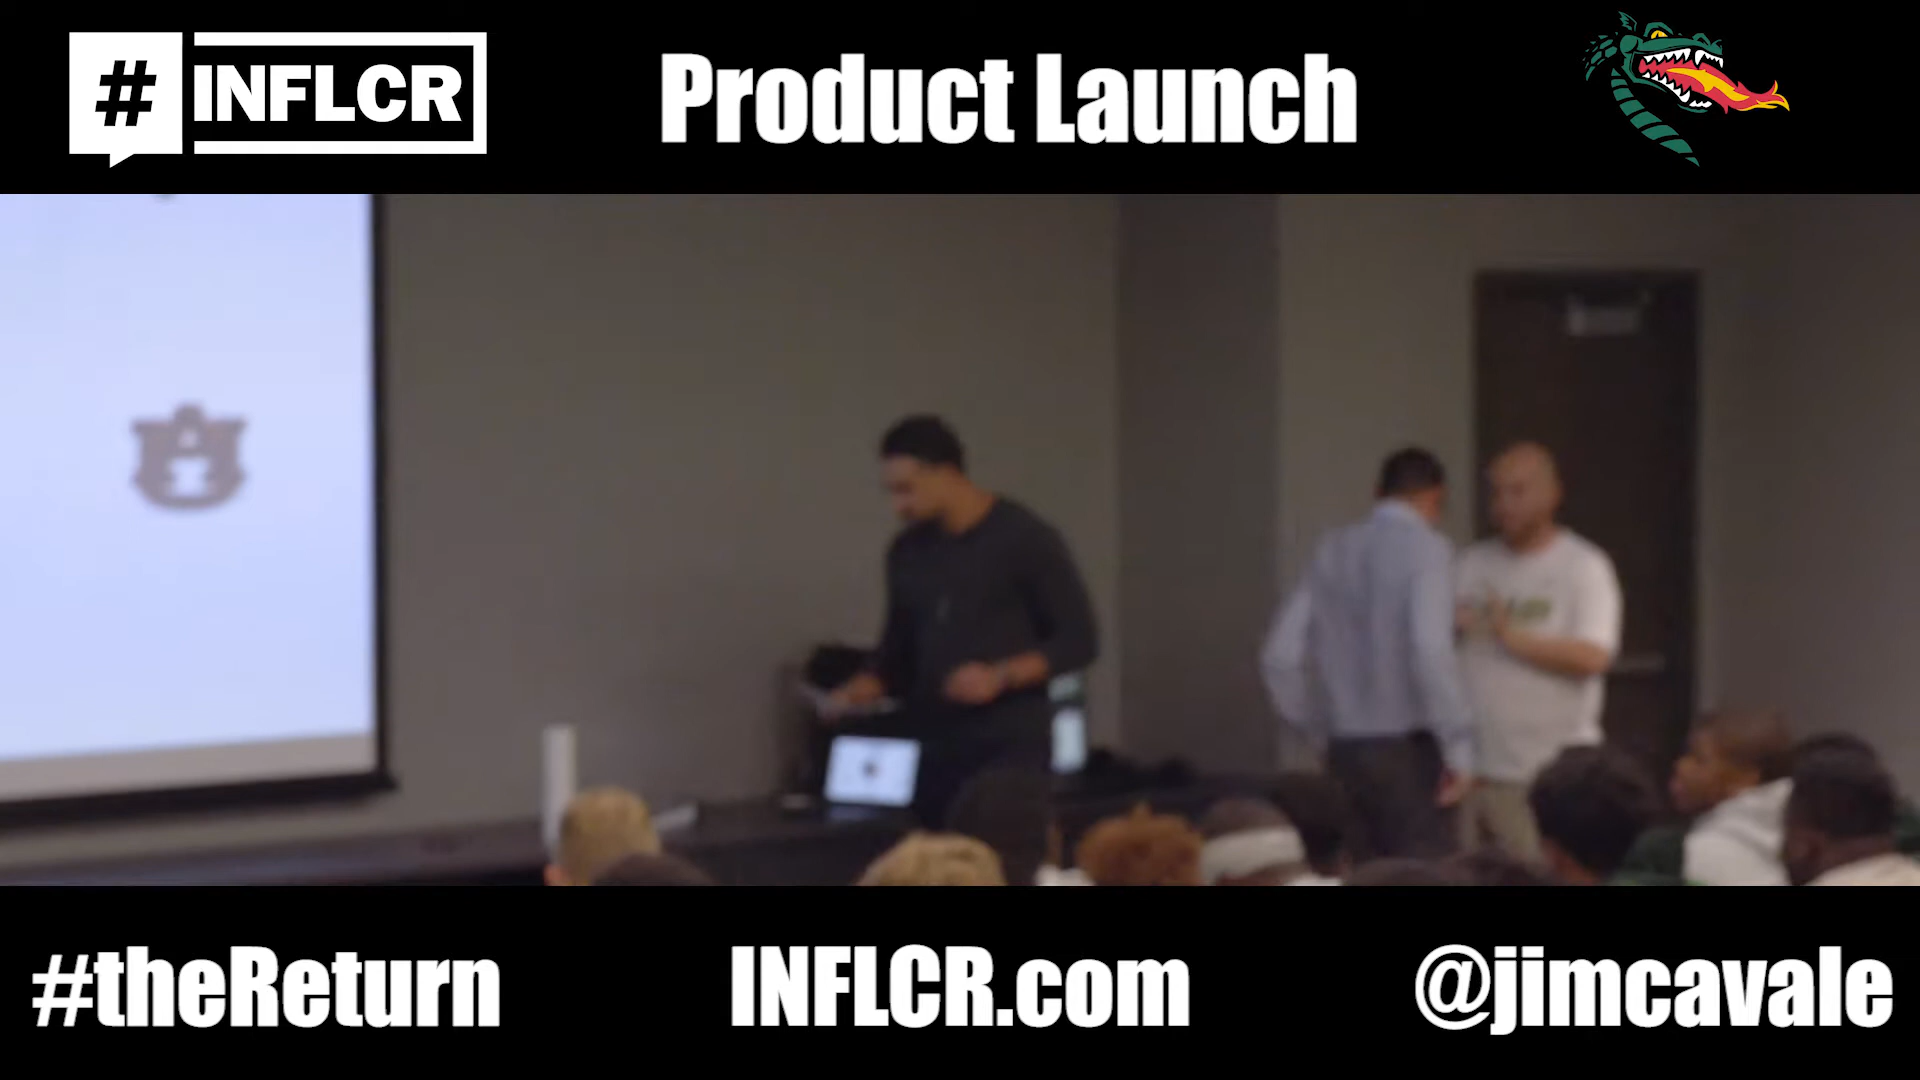 #INFLCR
Product Launch
#theReturn
INFLCR.com
@jimcavale